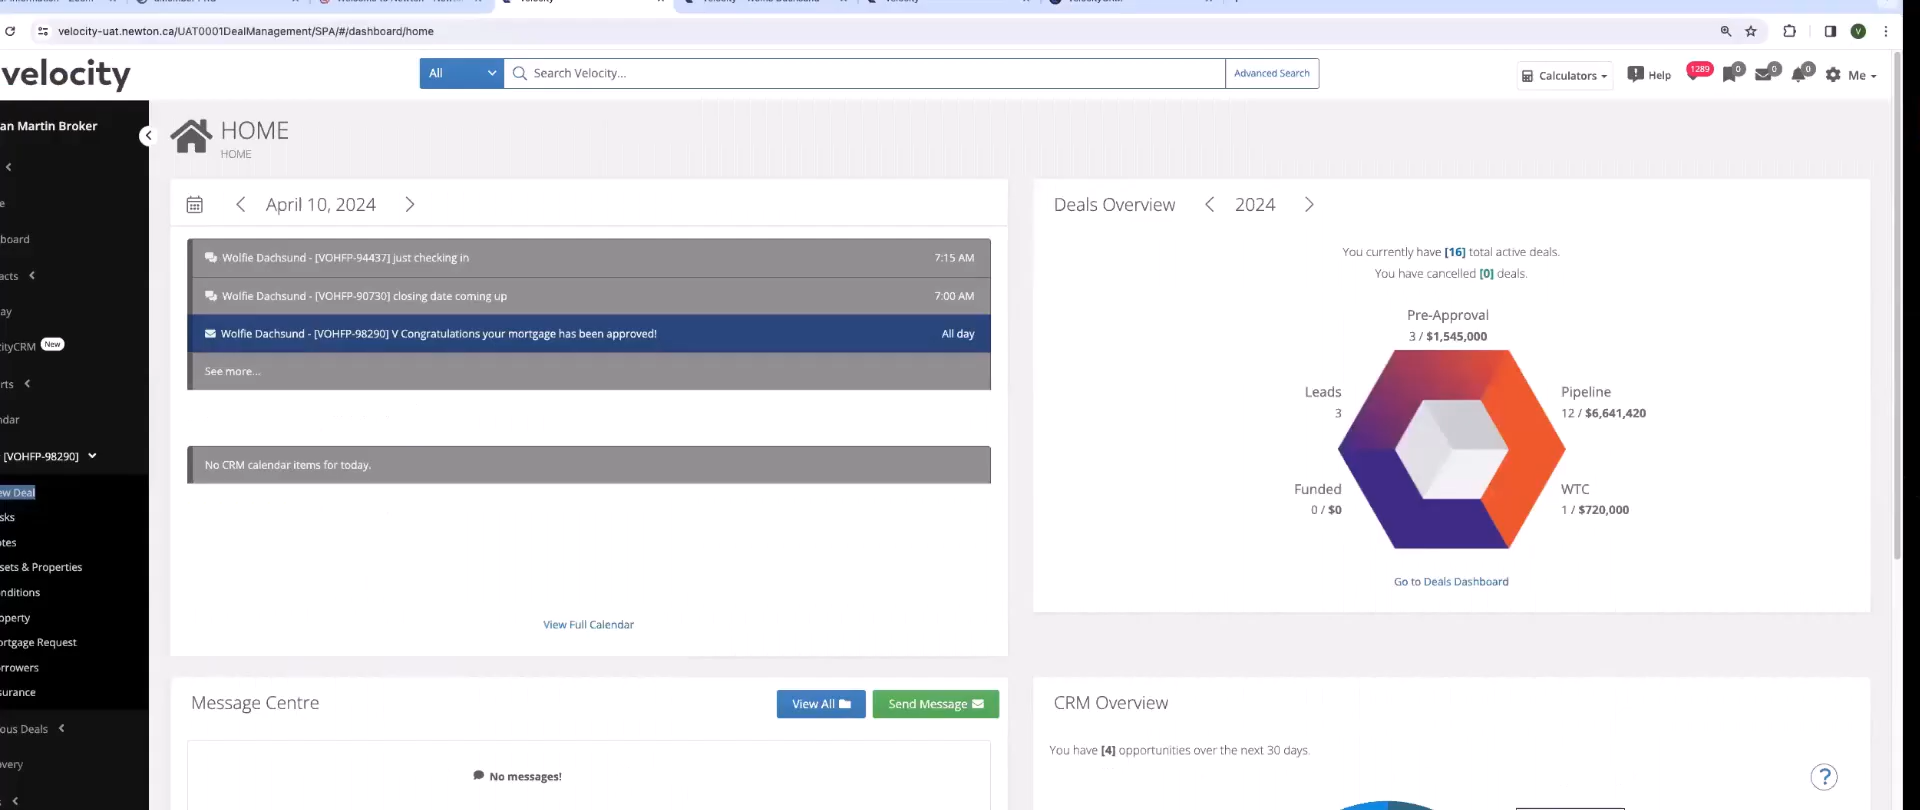 velocity-uat.newton.ca/UAT0001DealManagement/SPA/#/dashboard/home
V
velocity
All
Search Velocity...
Advanced Search
Calculators
Help
1289
0
0
0
Me
an Martin Broker
HOME
HOME
e
board
acts
ay
ityCRM New
rts
ndar
[VOHFP-98290]
ew Deal
sks
otes
sets & Properties
nditions
operty
ortgage Request
rrowers
surance
ous Deals
overy
s
April 10, 2024
Wolfie Dachsund - [VOHFP-94437] just checking in 7:15 AM
Wolfie Dachsund - [VOHFP-90730] closing date coming up 7:00 AM
Wolfie Dachsund - [VOHFP-98290] V Congratulations your mortgage has been approved! All day
See more...
No CRM calendar items for today.
View Full Calendar
Deals Overview
2024
You currently have [16] total active deals.
You have cancelled [0] deals.
Pre-Approval
3 / $1,545,000
Leads
3
Pipeline
12 / $6,641,420
Funded
0 / $0
WTC
1 / $720,000
Go to Deals Dashboard
Message Centre
View All
Send Message
No messages!
CRM Overview
You have [4] opportunities over the next 30 days.
?